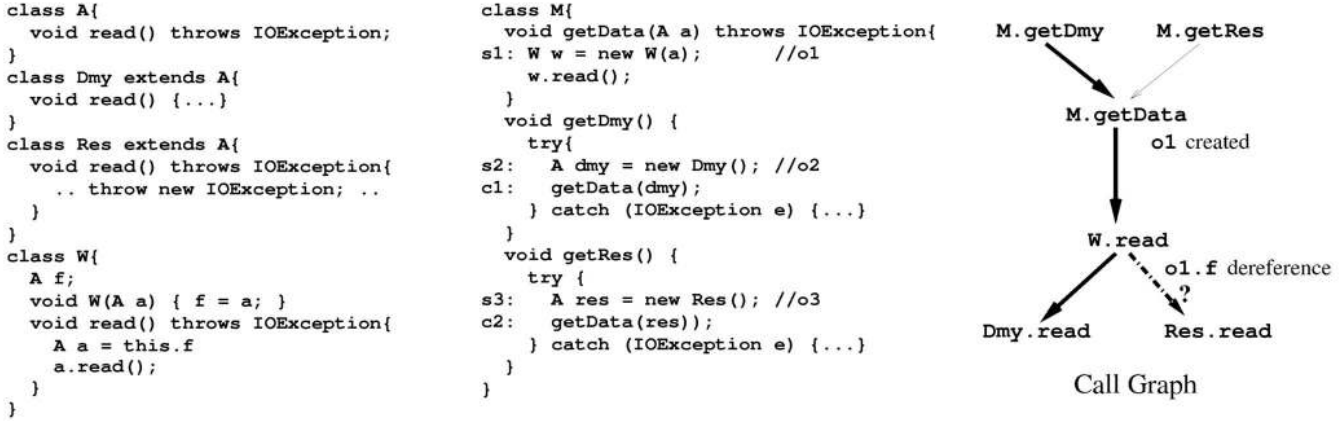 class A{
  void read() throws IOException;
}
class Dmy extends A{
  void read() {...}
}
class Res extends A{
  void read() throws IOException{
    .. throw new IOException; ..
  }
}
class W{
  A f;
  void W(A a) { f = a; }
  void read() throws IOException{
    A a = this.f
    a.read();
  }
}
class M{
  void getData(A a) throws IOException{
s1: W w = new W(a);       //o1
    w.read();
  }
  void getDmy() {
    try{
s2:   A dmy = new Dmy(); //o2
c1:   getData(dmy);
    } catch (IOException e) {...}
  }
  void getRes() {
    try {
s3:   A res = new Res(); //o3
c2:   getData(res));
    } catch (IOException e) {...}
  }
}
M.getDmy M.getRes
M.getData
o1 created
W.read
o1.f dereference
?
Dmy.read Res.read
Call Graph